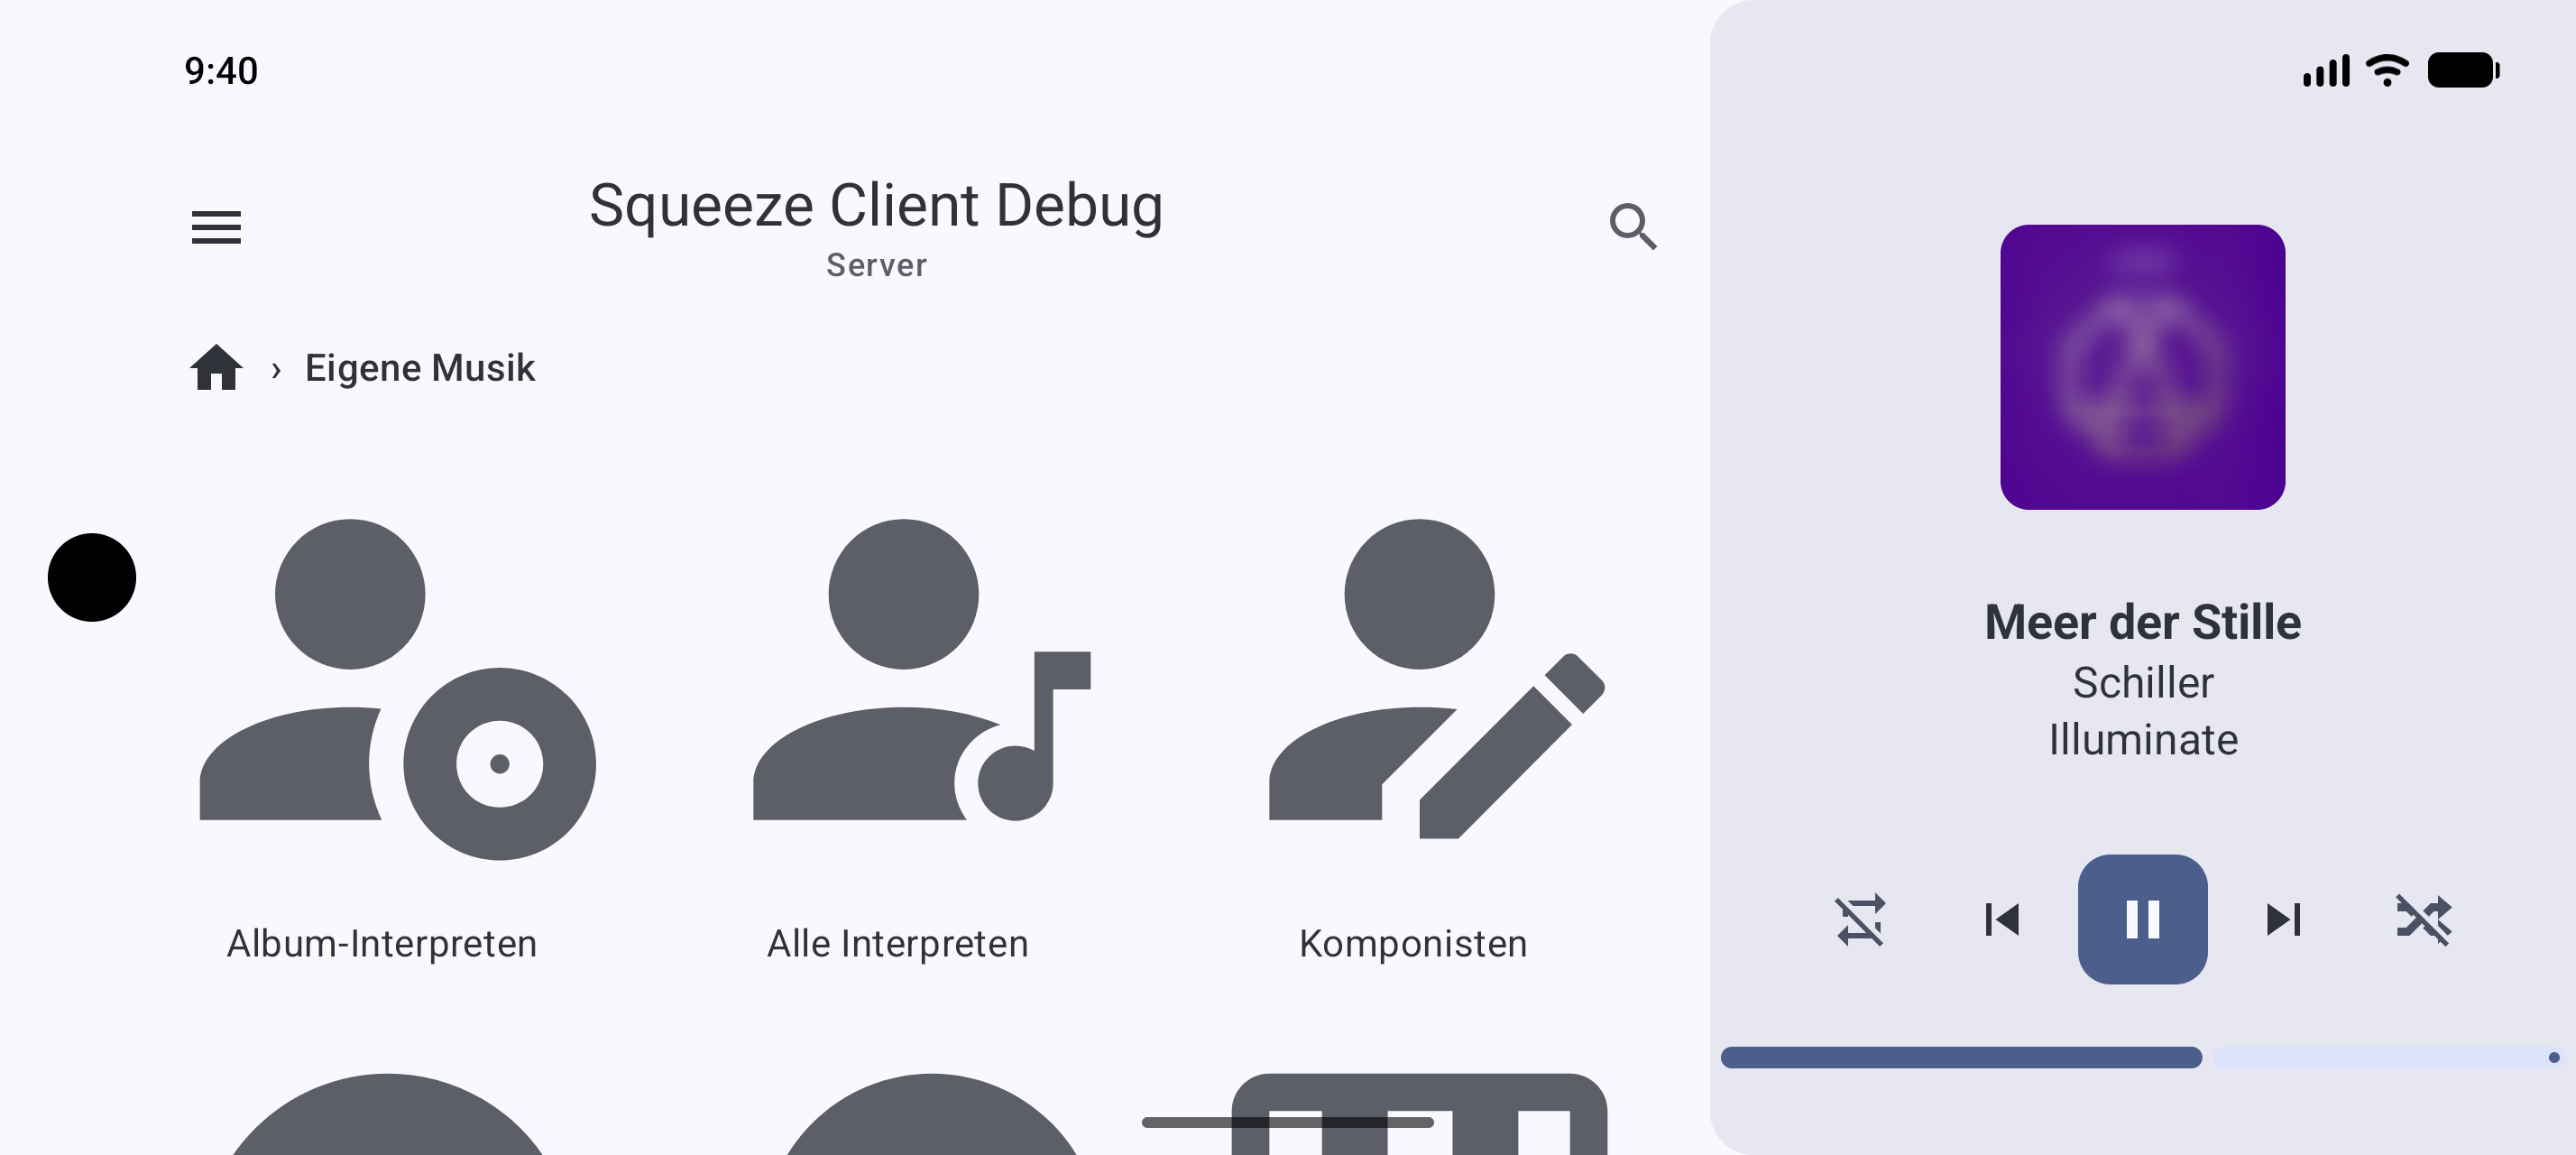 9:40
Squeeze Client Debug
Server
› Eigene Musik
Album-Interpreten
Alle Interpreten
Komponisten
Meer der Stille
Schiller
Illuminate